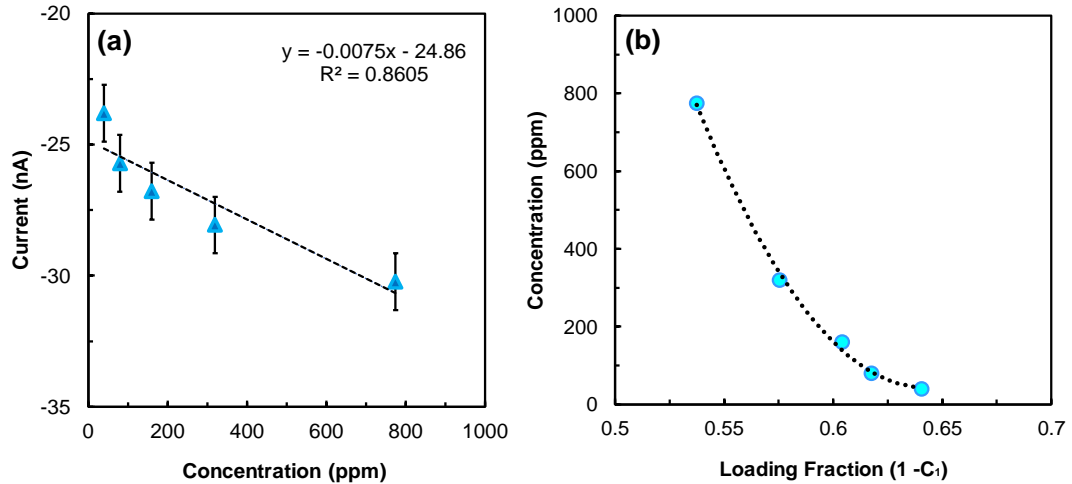 (a)
y = -0.0075x - 24.86
R² = 0.8605
-20
-25
-30
-35
Current (nA)
0
200
400
600
800
1000
Concentration (ppm)
(b)
1000
800
600
400
200
0
Concentration (ppm)
0.5
0.55
0.6
0.65
0.7
Loading Fraction (1 -C₁)